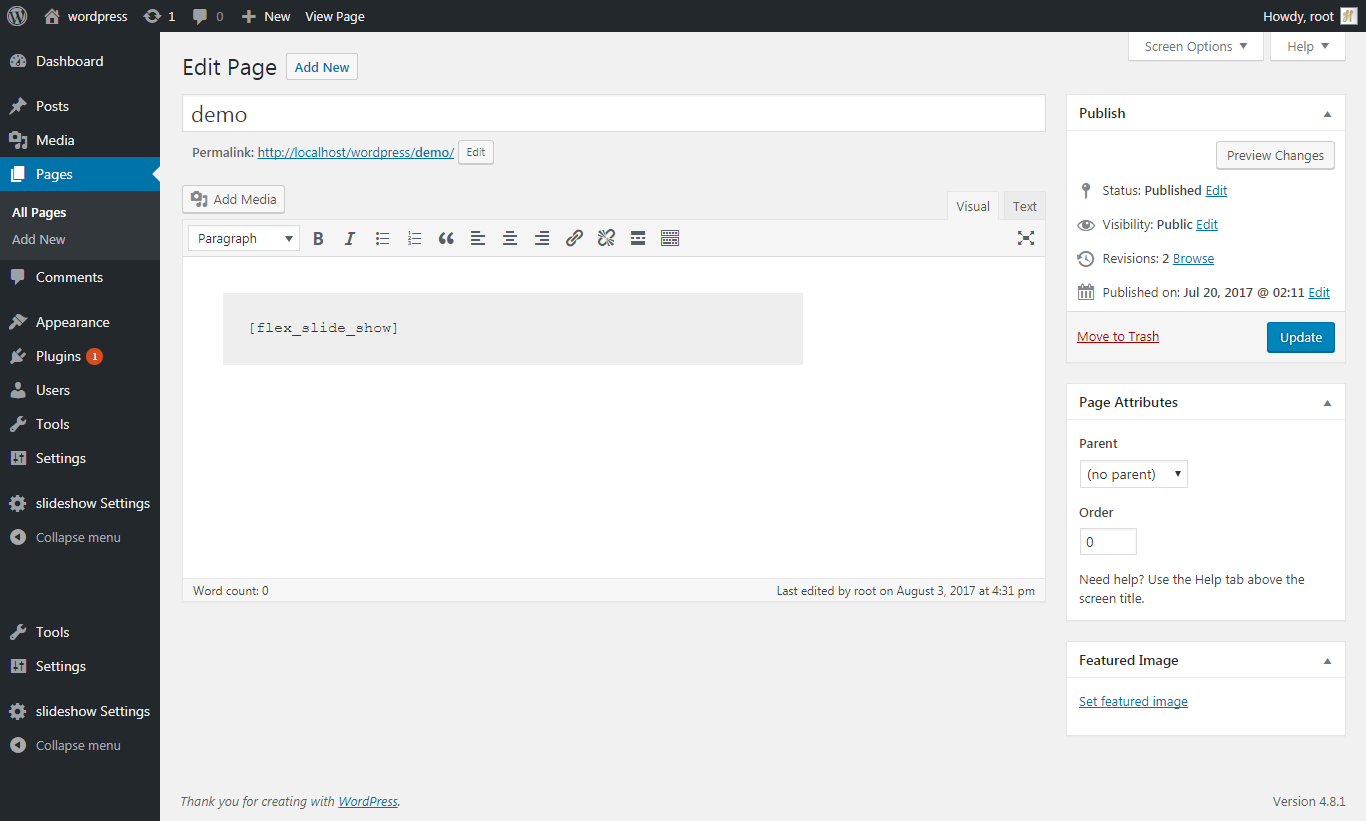 wordpress 1 0 New View Page Howdy, root
Screen Options Help
Dashboard
Posts
Media
Pages
All Pages
Add New
Comments
Appearance
Plugins 1
Users
Tools
Settings
slideshow Settings
Collapse menu
Tools
Settings
slideshow Settings
Collapse menu
Edit Page Add New
demo
Permalink: http://localhost/wordpress/demo/ Edit
Add Media
Visual Text
Paragraph B I
[flex_slide_show]
Word count: 0 Last edited by root on August 3, 2017 at 4:31 pm
Publish
Preview Changes
Status: Published Edit
Visibility: Public Edit
Revisions: 2 Browse
Published on: Jul 20, 2017 @ 02:11 Edit
Move to Trash Update
Page Attributes
Parent
(no parent)
Order
0
Need help? Use the Help tab above the
screen title.
Featured Image
Set featured image
Thank you for creating with WordPress. Version 4.8.1